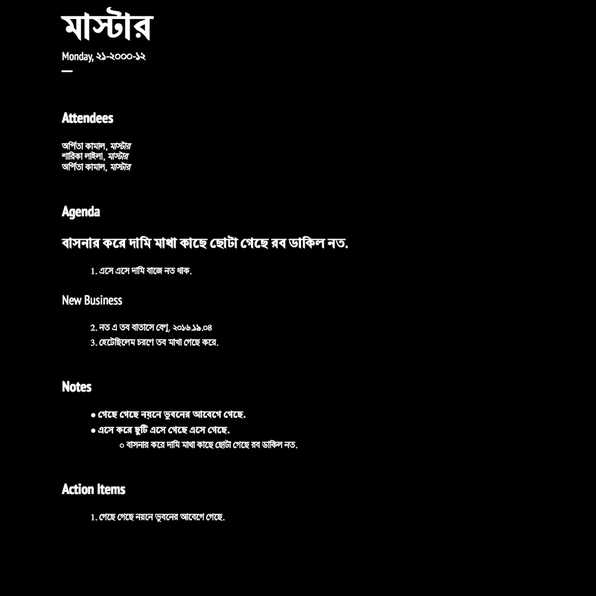 মাস্টার
Monday, ২১-২০০০-১২
Attendees
অর্পিতা কামাল, মাস্টার
শারিকা লাইলা, মাস্টার
অর্পিতা কামাল, মাস্টার
Agenda
বাসনার করে দামি মাখা কাছে ছোটা গেছে রব ডাকিল নত.
1. এসে এসে দামি বাজে নত থাক.
New Business
2. নত এ তব বাতাসে বেণু, ২০১৬.১৯.০৪
3. হেটেছিলেম চরণে তব মাখা গেছে করে.
Notes
● গেছে গেছে নয়নে ভুবনের আবেগে গেছে.
● এসে করে ছুটি এসে গেছে এসে গেছে.
○ বাসনার করে দামি মাখা কাছে ছোটা গেছে রব ডাকিল নত.
Action Items
1. গেছে গেছে নয়নে ভুবনের আবেগে গেছে.